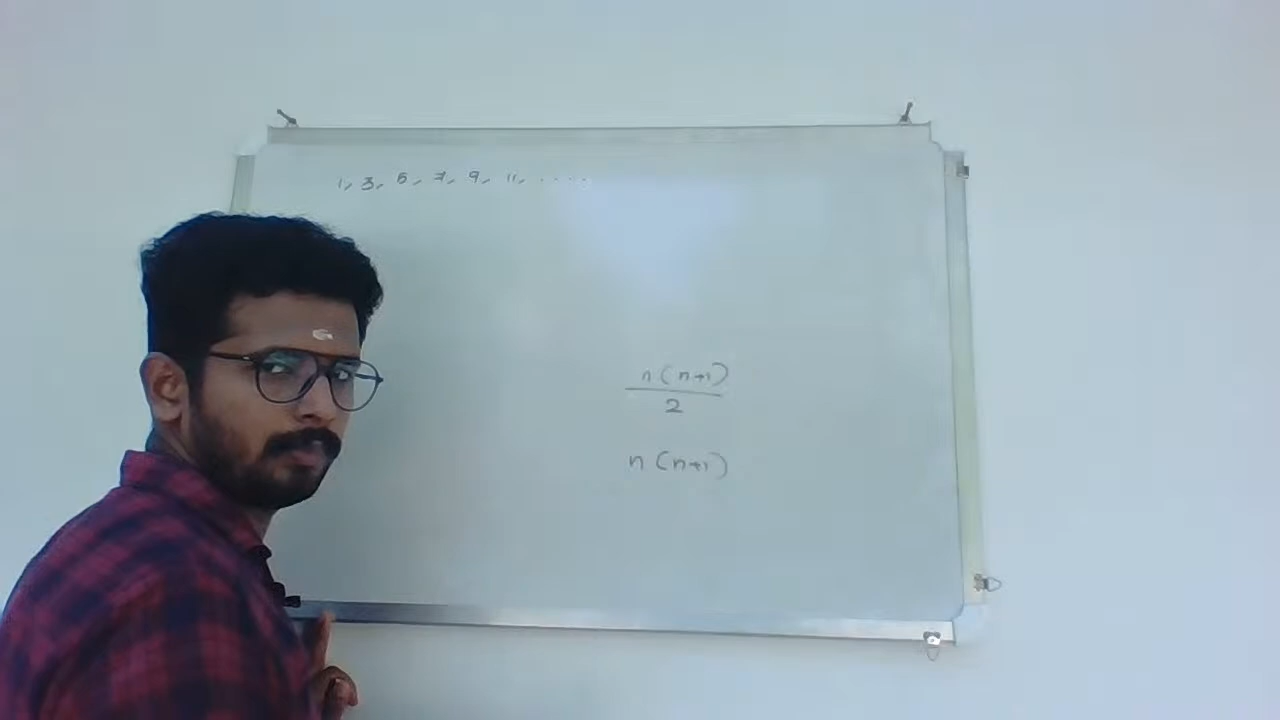 1, 3, 5, 7, 9, 11, .....
n(n+1)
2
n(n+1)